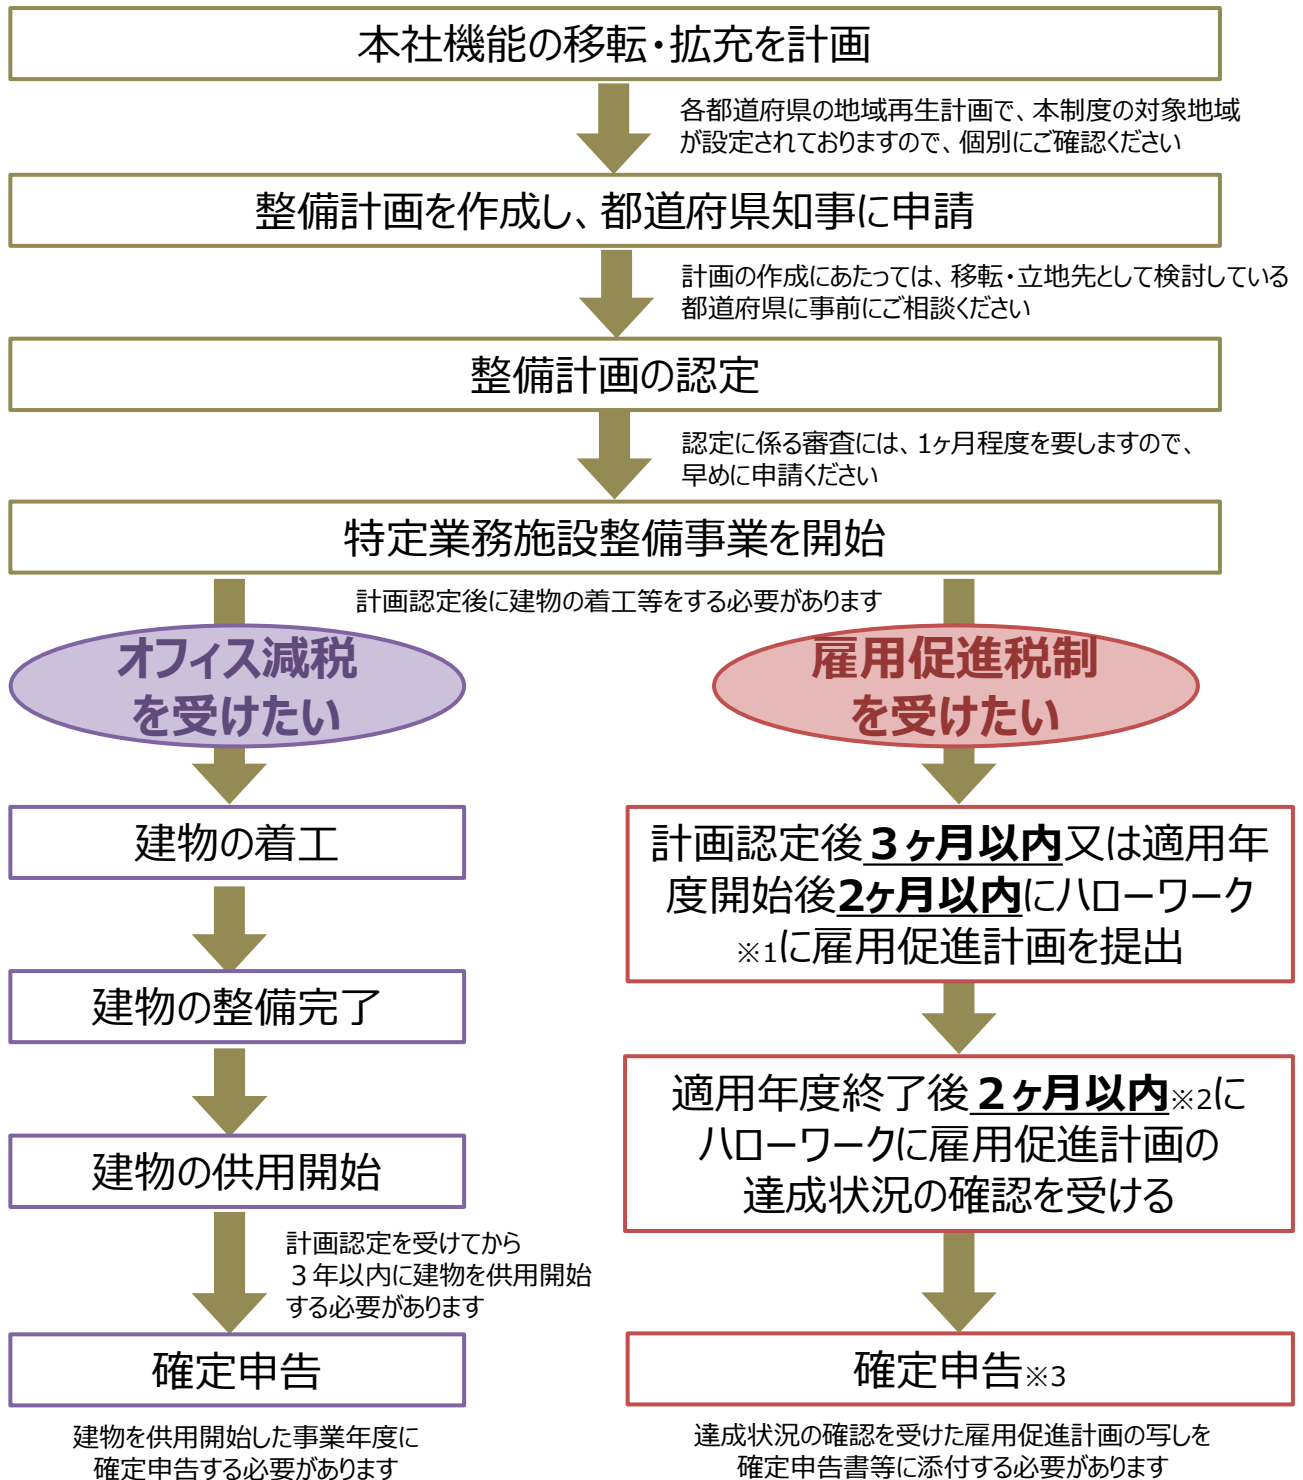 本社機能の移転・拡充を計画
各都道府県の地域再生計画で、本制度の対象地域
が設定されておりますので、個別にご確認ください
整備計画を作成し、都道府県知事に申請
計画の作成にあたっては、移転・立地先として検討している
都道府県に事前にご相談ください
整備計画の認定
認定に係る審査には、1ヶ月程度を要しますので、
早めに申請ください
特定業務施設整備事業を開始
計画認定後に建物の着工等をする必要があります
オフィス減税
を受けたい
建物の着工
建物の整備完了
建物の供用開始
計画認定を受けてから
３年以内に建物を供用開始
する必要があります
確定申告
建物を供用開始した事業年度に
確定申告する必要があります
雇用促進税制
を受けたい
計画認定後３ヶ月以内又は適用年
度開始後2ヶ月以内にハローワーク
※1に雇用促進計画を提出
適用年度終了後２ヶ月以内※2に
ハローワークに雇用促進計画の
達成状況の確認を受ける
確定申告※3
達成状況の確認を受けた雇用促進計画の写しを
確定申告書等に添付する必要があります